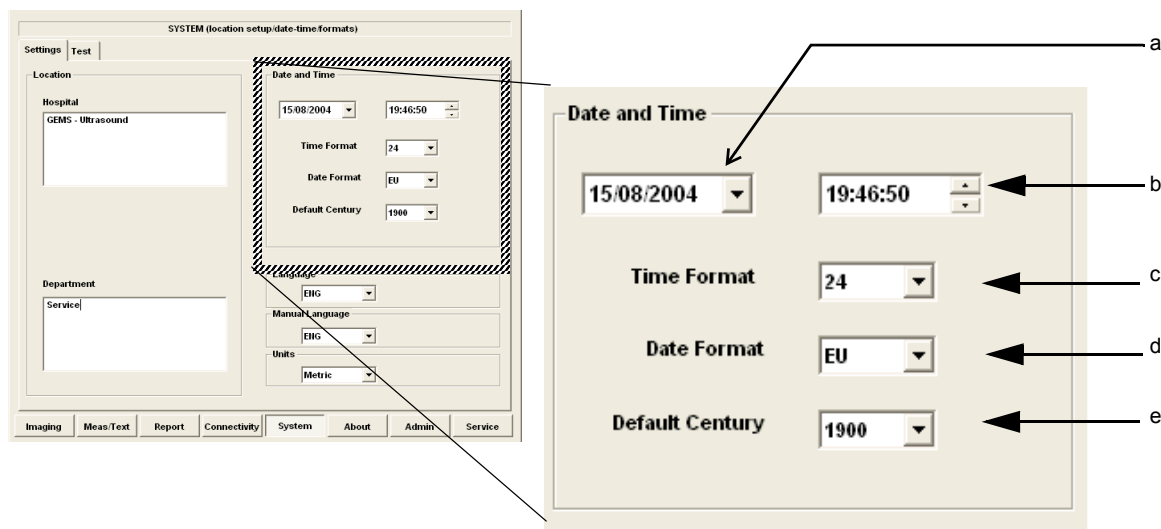 SYSTEM (location setup/date-time/formats)
Settings Test
Location
Hospital
GEMS - Ultrasound
Department
Service
Date and Time
15/08/2004 19:46:50
Time Format 24
Date Format EU
Default Century 1900
Language
ENG
Manual Language
ENG
Units
Metric
Imaging Meas/Text Report Connectivity System About Admin Service
Date and Time
15/08/2004 19:46:50
Time Format 24
Date Format EU
Default Century 1900
a
b
c
d
e